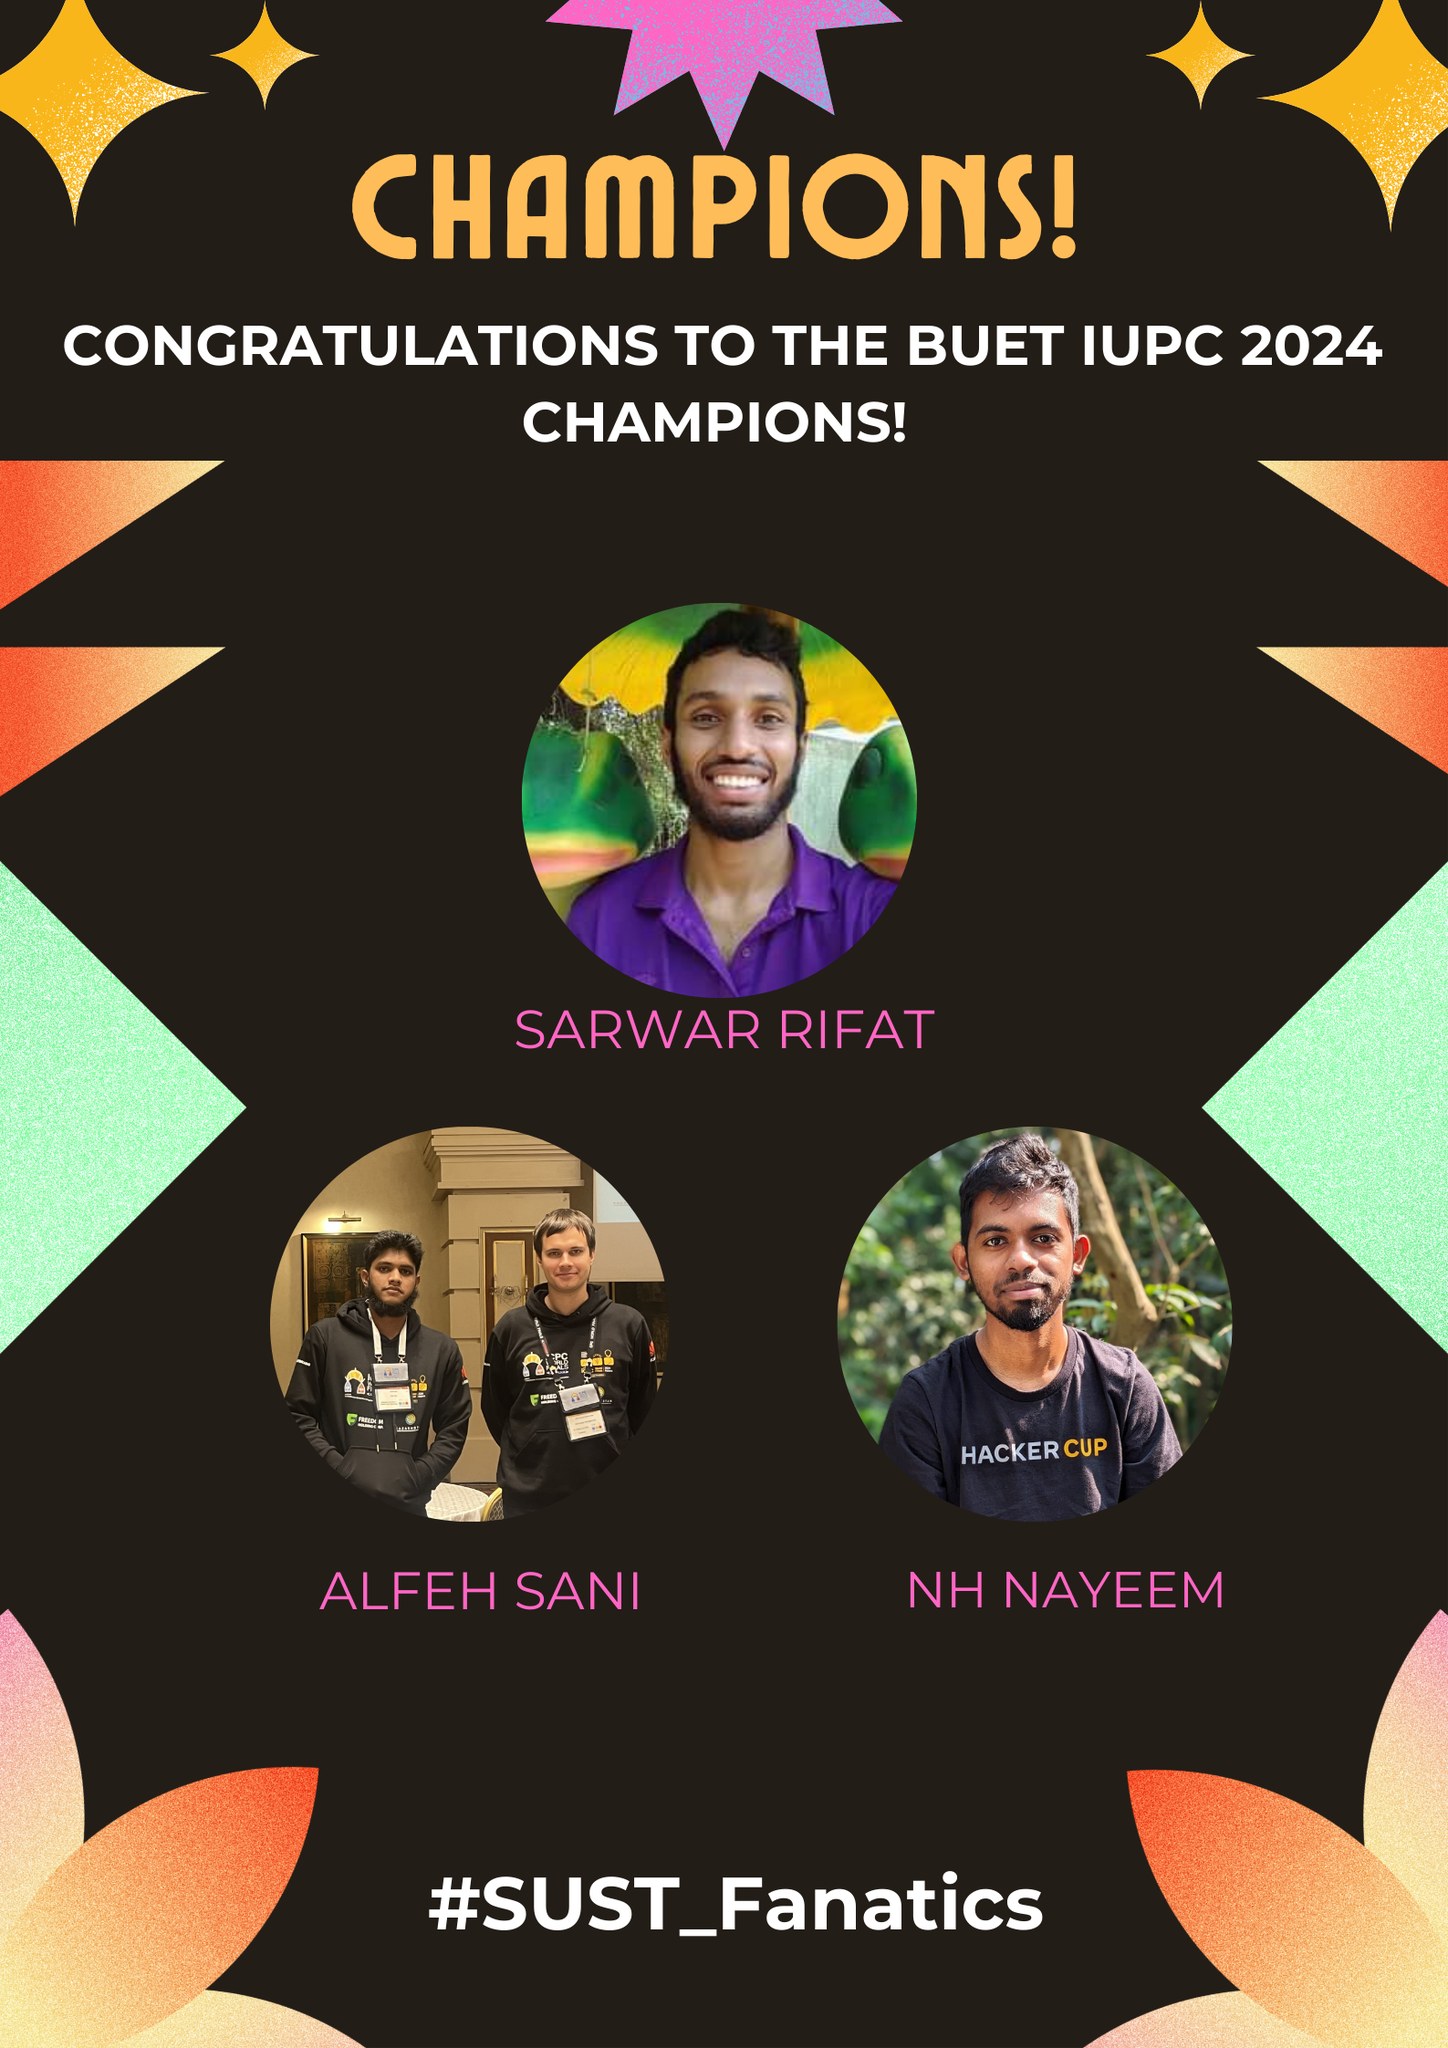 CHAMPIONS!
CONGRATULATIONS TO THE BUET IUPC 2024
CHAMPIONS!
SARWAR RIFAT
HACKER CUP
ALFEH SANI
NH NAYEEM
#SUST_Fanatics